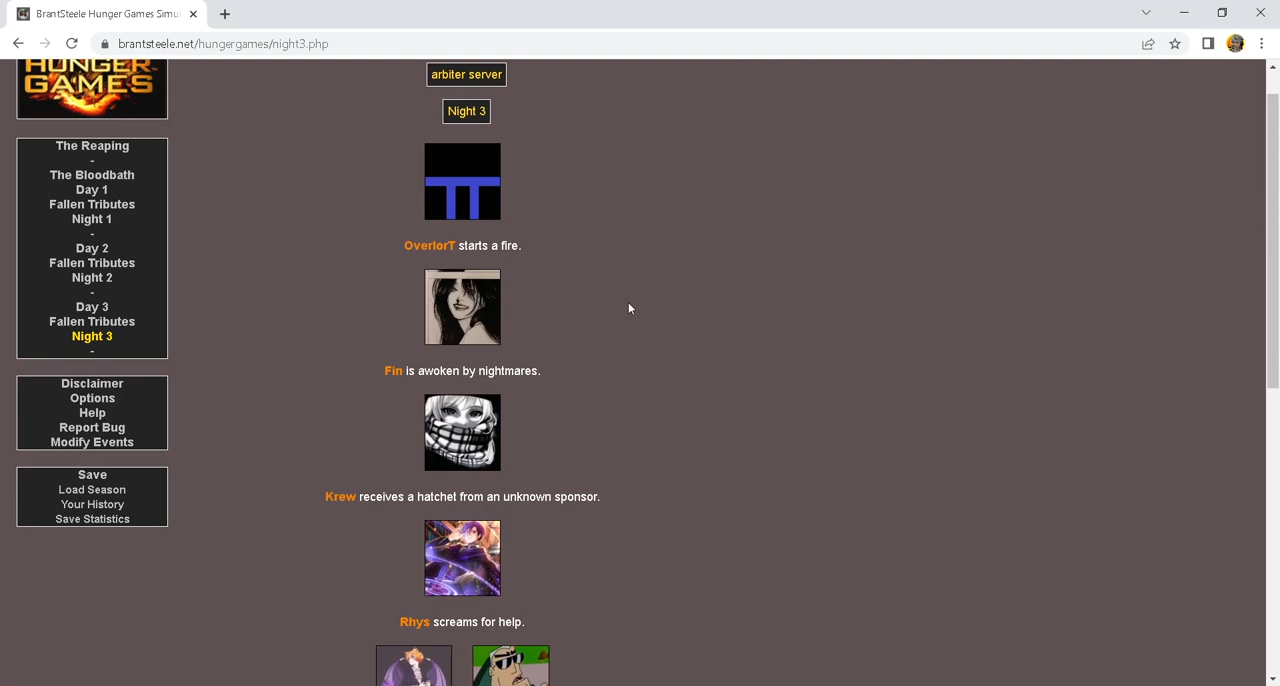 BrantSteele Hunger Games Simu
brantsteele.net/hungergames/night3.php
HUNGER
GAMES
The Reaping
-
The Bloodbath
Day 1
Fallen Tributes
Night 1
-
Day 2
Fallen Tributes
Night 2
-
Day 3
Fallen Tributes
Night 3
-
Disclaimer
Options
Help
Report Bug
Modify Events
Save
Load Season
Your History
Save Statistics
arbiter server
Night 3
OverlorT starts a fire.
Fin is awoken by nightmares.
Krew receives a hatchet from an unknown sponsor.
Rhys screams for help.